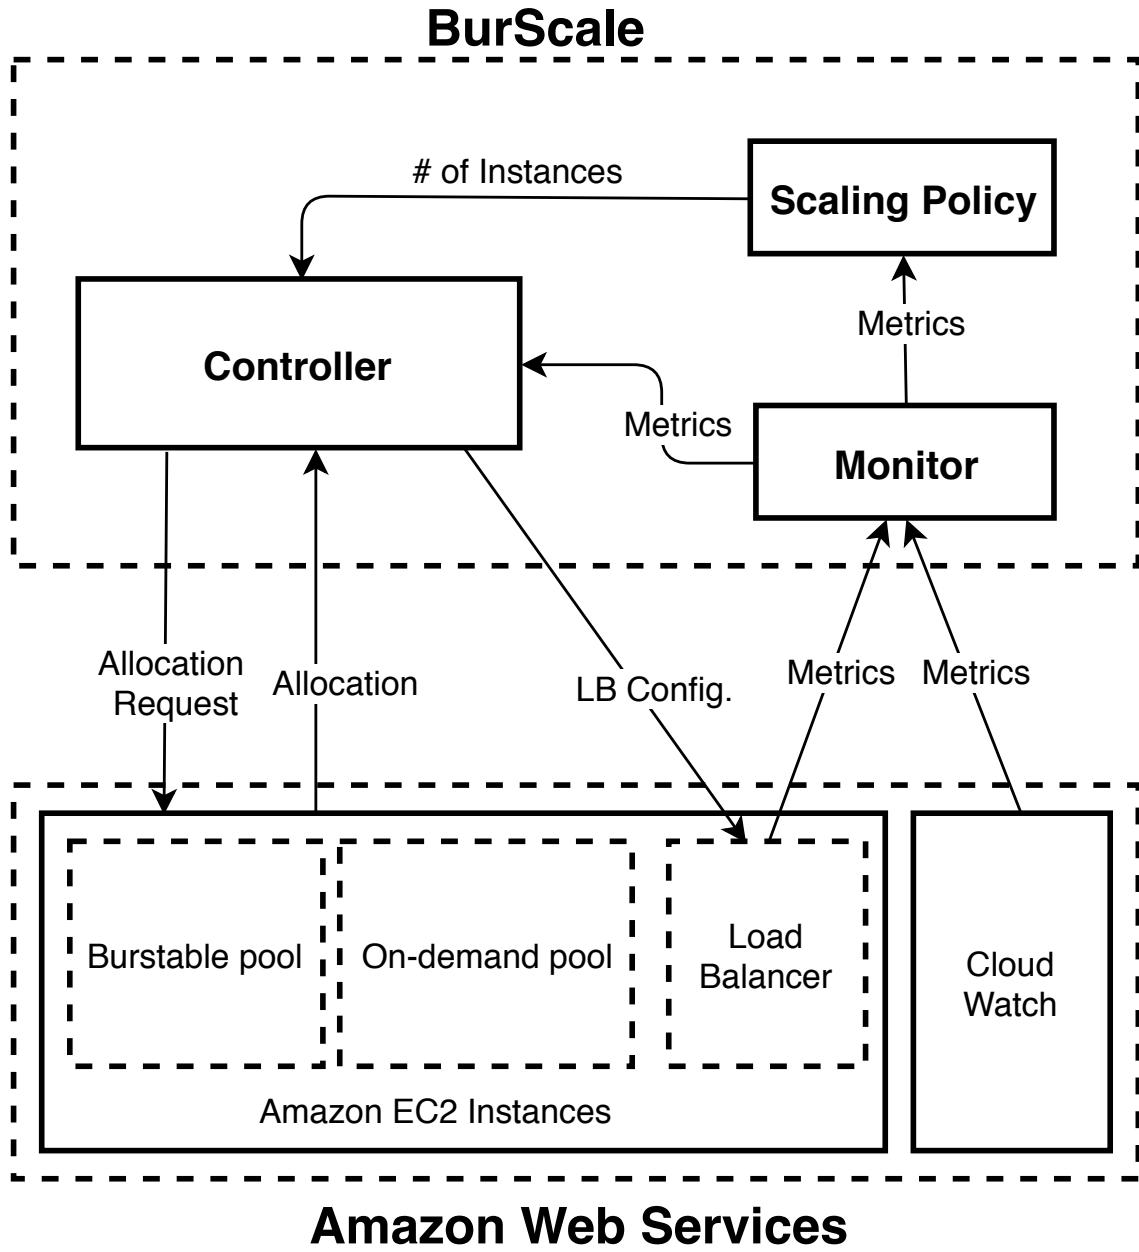 BurScale
# of Instances
Scaling Policy
Metrics
Controller
Metrics
Monitor
Allocation
Request
Allocation
LB Config.
Metrics
Metrics
Burstable pool
On-demand pool
Load
Balancer
Cloud
Watch
Amazon EC2 Instances
Amazon Web Services